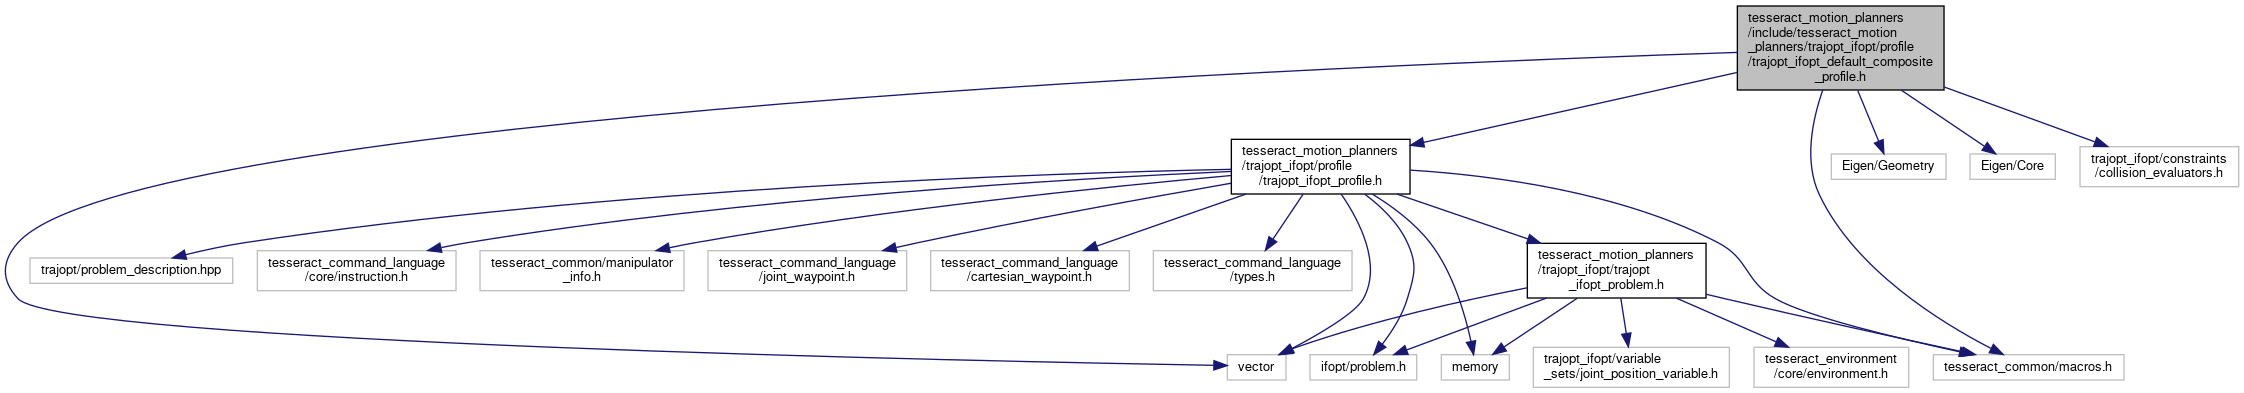 tesseract_motion_planners
/include/tesseract_motion
_planners/trajopt_ifopt/profile
/trajopt_ifopt_default_composite
_profile.h
tesseract_motion_planners
/trajopt_ifopt/profile
/trajopt_ifopt_profile.h
Eigen/Geometry
Eigen/Core
trajopt_ifopt/constraints
/collision_evaluators.h
trajopt/problem_description.hpp
tesseract_command_language
/core/instruction.h
tesseract_common/manipulator
_info.h
tesseract_command_language
/joint_waypoint.h
tesseract_command_language
/cartesian_waypoint.h
tesseract_command_language
/types.h
tesseract_motion_planners
/trajopt_ifopt/trajopt
_ifopt_problem.h
vector
ifopt/problem.h
memory
trajopt_ifopt/variable
_sets/joint_position_variable.h
tesseract_environment
/core/environment.h
tesseract_common/macros.h